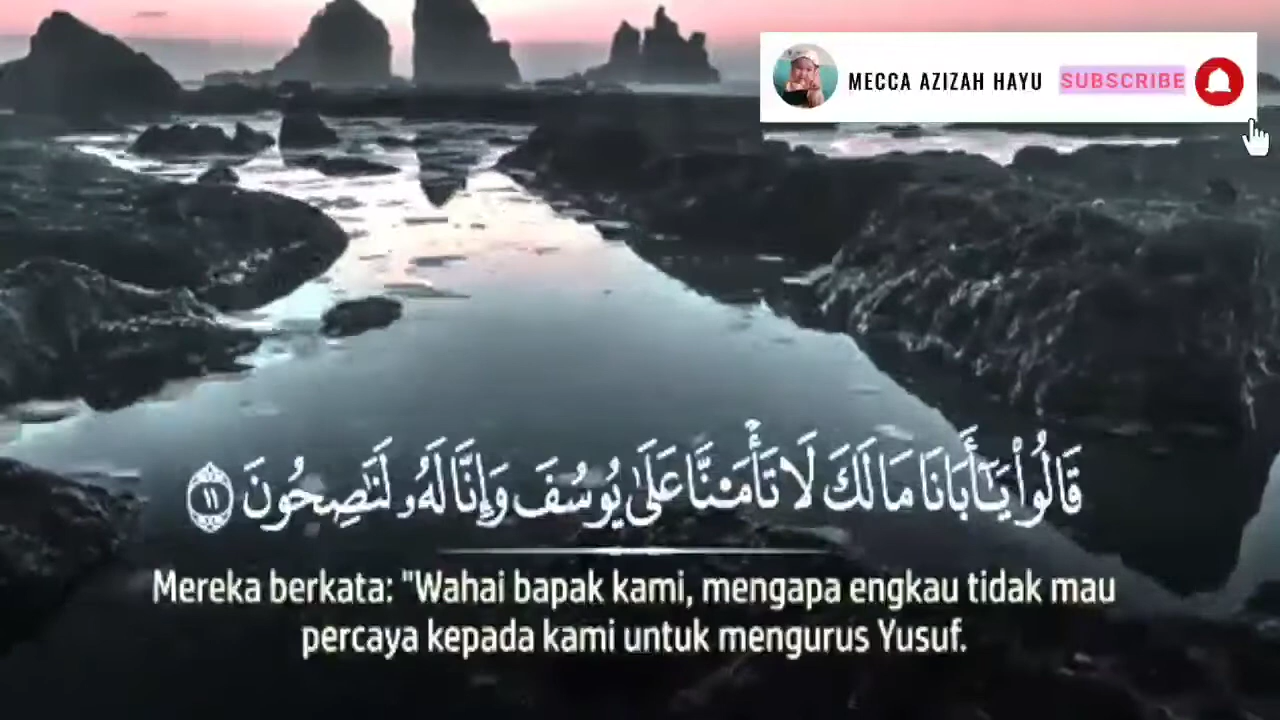 MECCA AZIZAH HAYU SUBSCRIBE
قَالُوا۟ يَـٰٓأَبَانَا مَا لَكَ لَا تَأْمَ۫نَّا عَلَىٰ يُوسُفَ وَإِنَّا لَهُۥ لَنَـٰصِحُونَ ١١
Mereka berkata: "Wahai bapak kami, mengapa engkau tidak mau
percaya kepada kami untuk mengurus Yusuf.